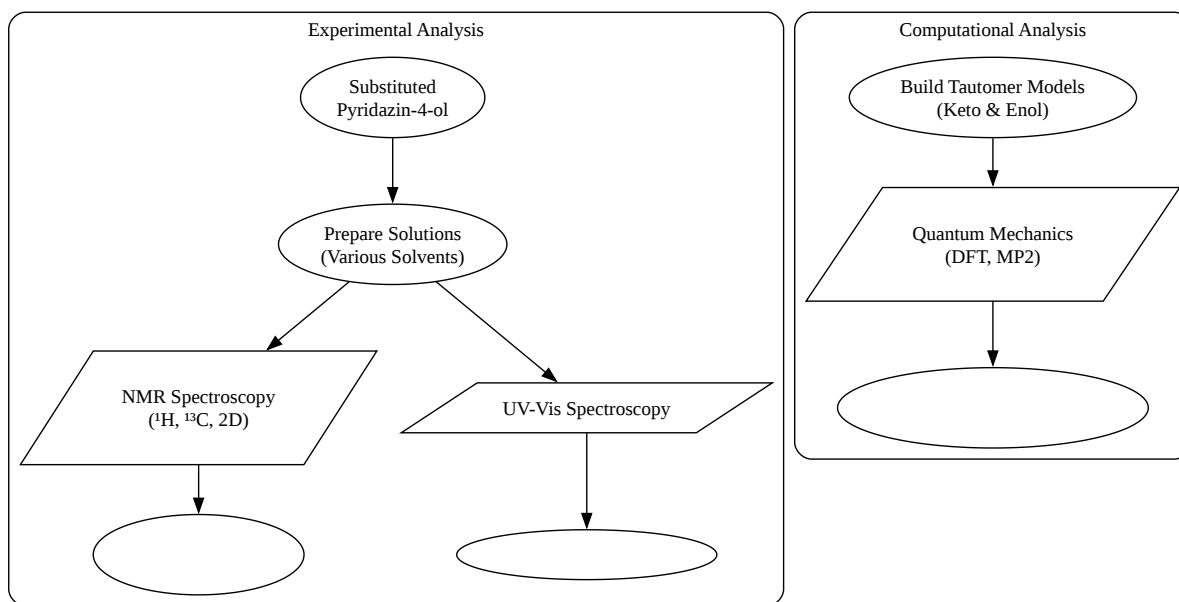 Experimental Analysis
Substituted
Pyridazin-4-ol
Prepare Solutions
(Various Solvents)
NMR Spectroscopy
(¹H, ¹³C, 2D)
UV-Vis Spectroscopy
Computational Analysis
Build Tautomer Models
(Keto & Enol)
Quantum Mechanics
(DFT, MP2)